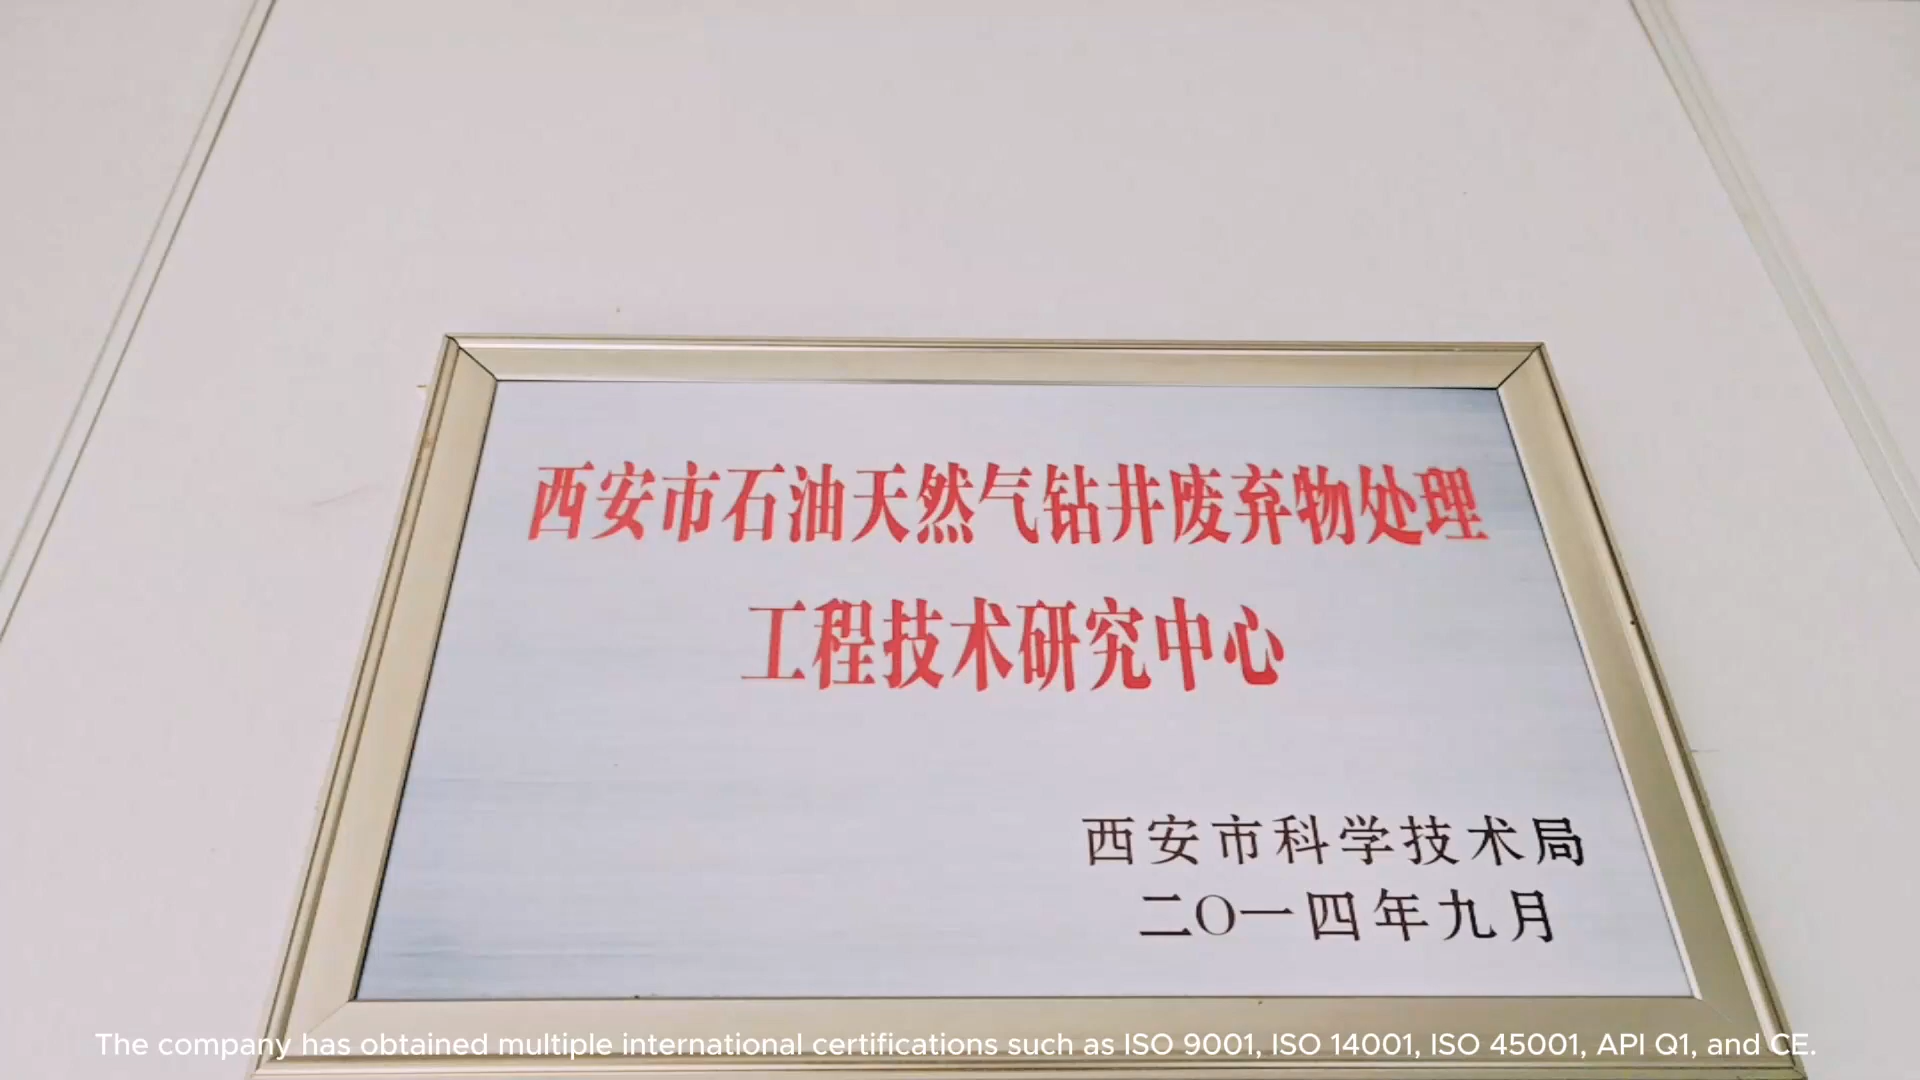 西安市石油天然气钻井废弃物处理
工程技术研究中心
西安市科学技术局
二〇一四年九月
The company has obtained multiple international certifications such as ISO 9001, ISO 14001, ISO 45001, API Q1, and CE.